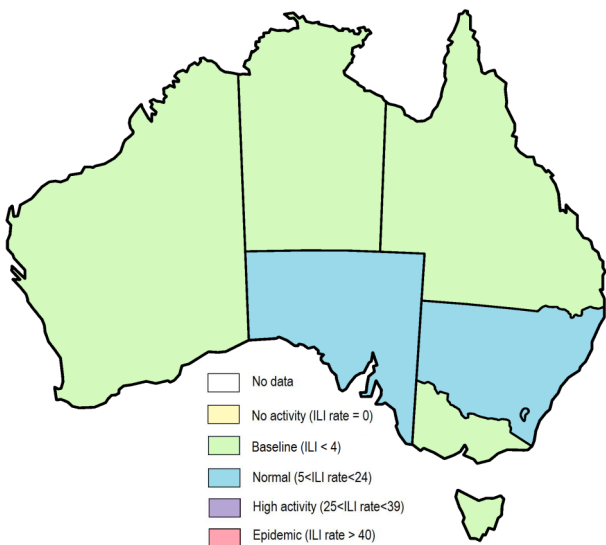 No data
No activity (ILI rate = 0)
Baseline (ILI < 4)
Normal (5<ILI rate<24)
High activity (25<ILI rate<39)
Epidemic (ILI rate > 40)